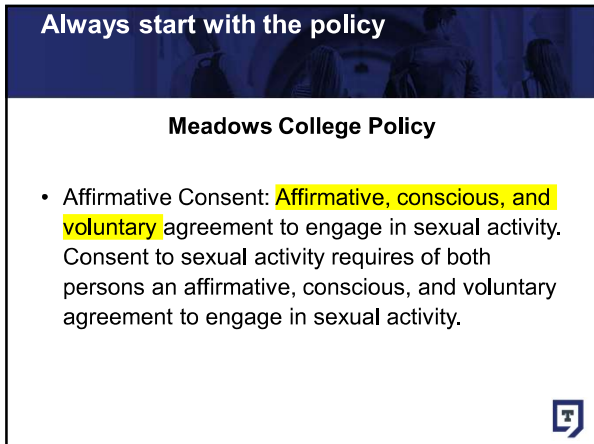 Always start with the policy
Meadows College Policy
• Affirmative Consent: Affirmative, conscious, and
voluntary agreement to engage in sexual activity.
Consent to sexual activity requires of both
persons an affirmative, conscious, and voluntary
agreement to engage in sexual activity.
T